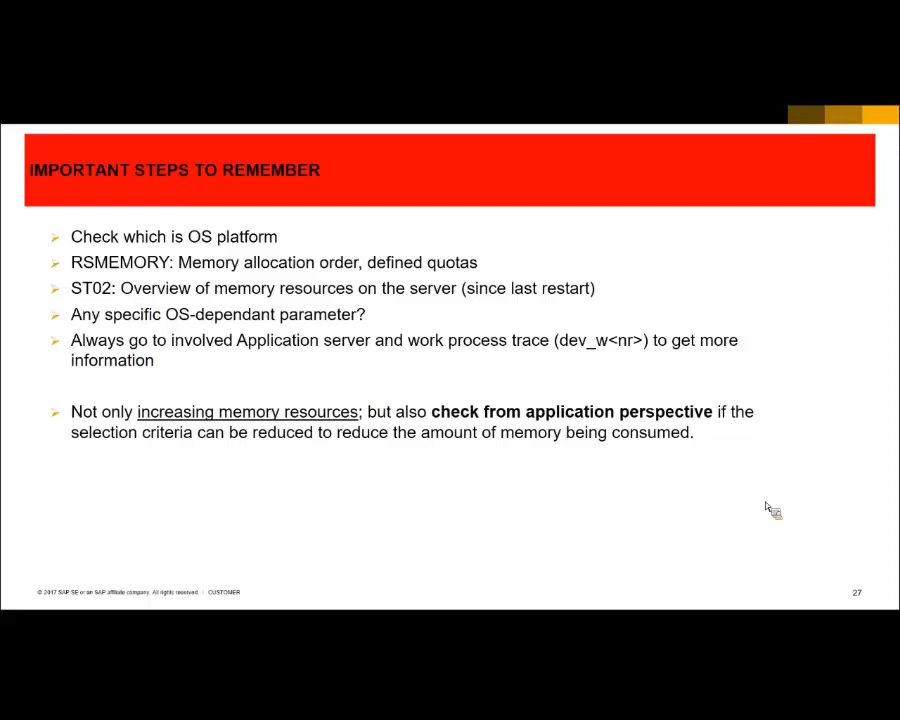 IMPORTANT STEPS TO REMEMBER
Check which is OS platform
RSMEMORY: Memory allocation order, defined quotas
ST02: Overview of memory resources on the server (since last restart)
Any specific OS-dependant parameter?
Always go to involved Application server and work process trace (dev_w<nr>) to get more
information
Not only increasing memory resources; but also check from application perspective if the
selection criteria can be reduced to reduce the amount of memory being consumed.
© 2017 SAP SE or an SAP affiliate company. All rights reserved. | CUSTOMER
27